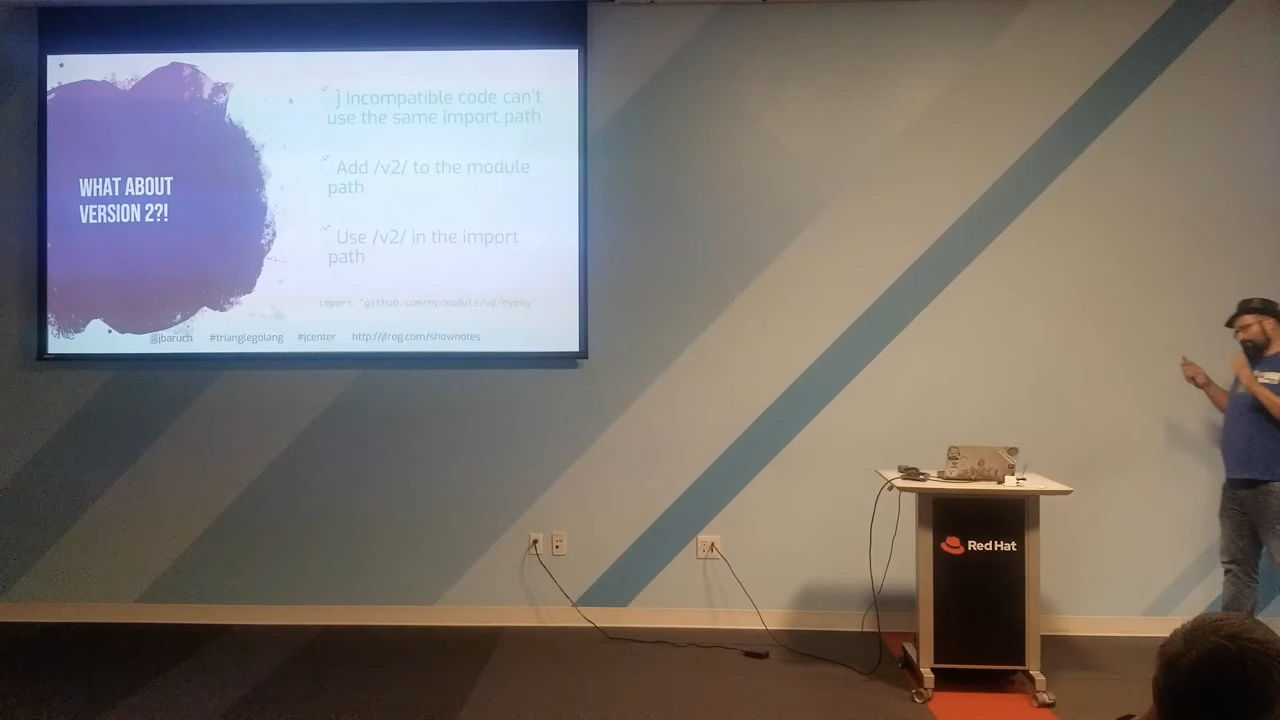 WHAT ABOUT
VERSION 2?!
] Incompatible code can't
use the same import path
Add /v2/ to the module
path
Use /v2/ in the import
path
import "github.com/my/module/v2/mypkg"
@jbaruch #trianglegolang #jcenter http://jfrog.com/shownotes
Red Hat